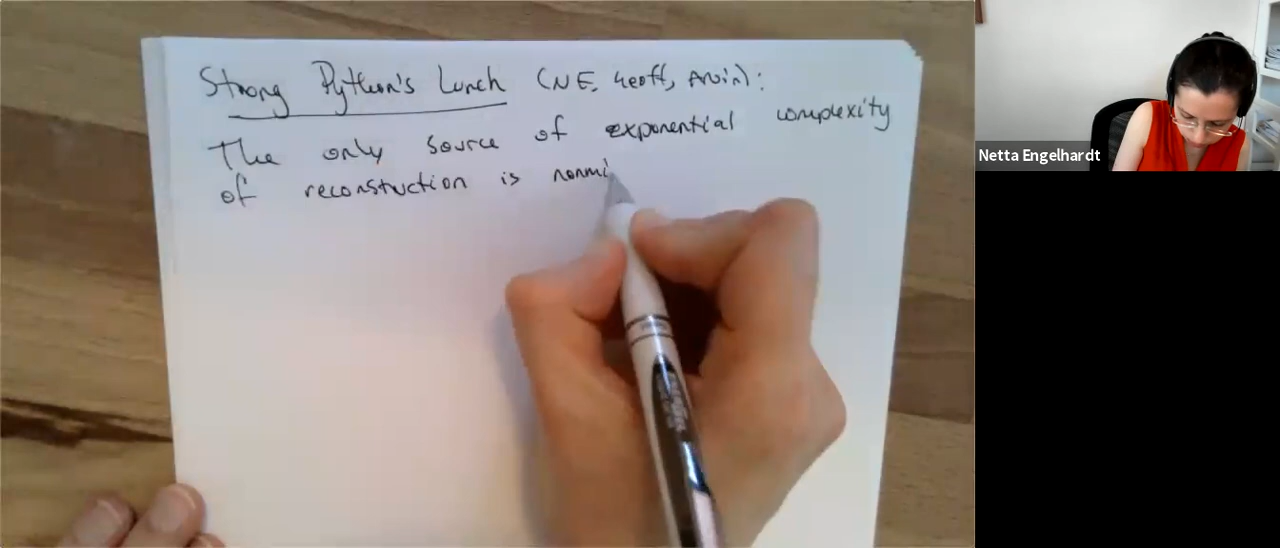 Strong Python's Lunch (NE, Geoff, Arvin):
The only source of exponential complexity
of reconstuction is nonmi
Netta Engelhardt